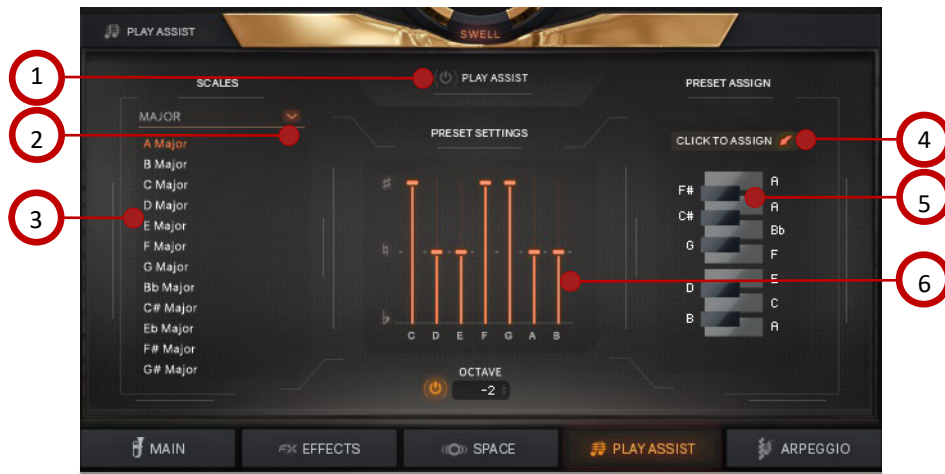 PLAY ASSIST
SWELL
1
2
3
4
5
6
SCALES
MAJOR
A Major
B Major
C Major
D Major
E Major
F Major
G Major
Bb Major
C# Major
Eb Major
F# Major
G# Major
PLAY ASSIST
PRESET SETTINGS
♯
♮
♭
C D E F G A B
OCTAVE
-2
PRESET ASSIGN
CLICK TO ASSIGN
F#
C#
G
D
B
A
A
Bb
F
E
C
A
MAIN
FX EFFECTS
SPACE
PLAY ASSIST
ARPEGGIO